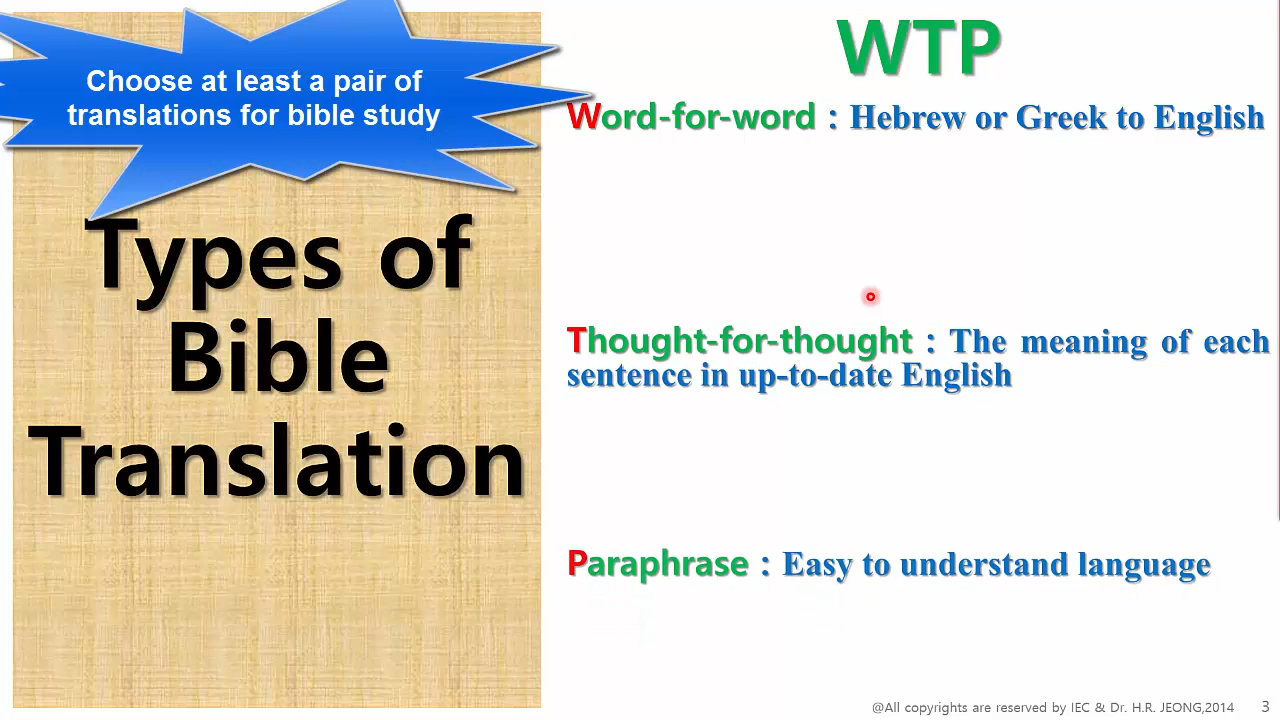 Choose at least a pair of
translations for bible study
Types of
Bible
Translation
WTP
Word-for-word : Hebrew or Greek to English
Thought-for-thought : The meaning of each
sentence in up-to-date English
Paraphrase : Easy to understand language
@All copyrights are reserved by IEC & Dr. H.R. JEONG,2014
3